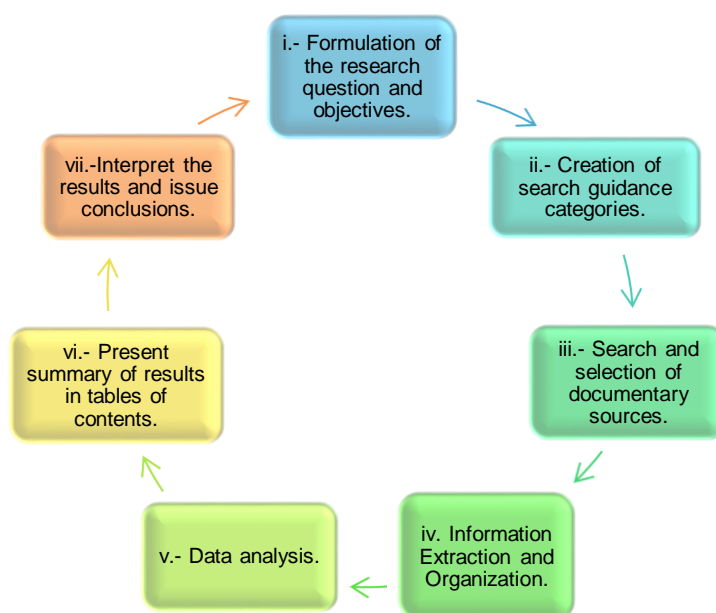 i.- Formulation of
the research
question and
objectives.
ii.- Creation of
search guidance
categories.
iii.- Search and
selection of
documentary
sources.
iv. Information
Extraction and
Organization.
v.- Data analysis.
vi.- Present
summary of results
in tables of
contents.
vii.-Interpret the
results and issue
conclusions.